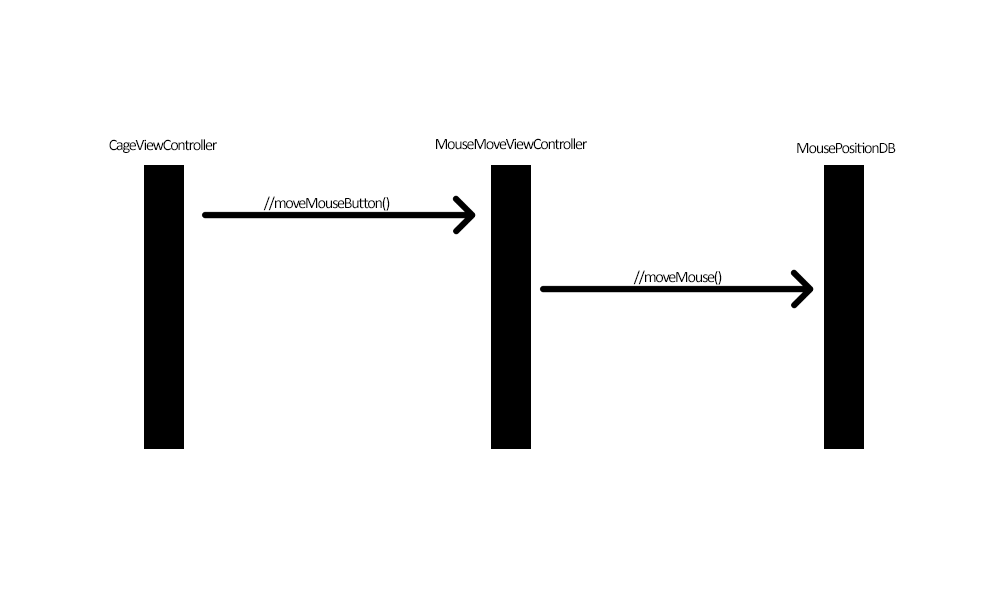 CageViewController
MouseMoveViewController
MousePositionDB
//moveMouseButton()
//moveMouse()